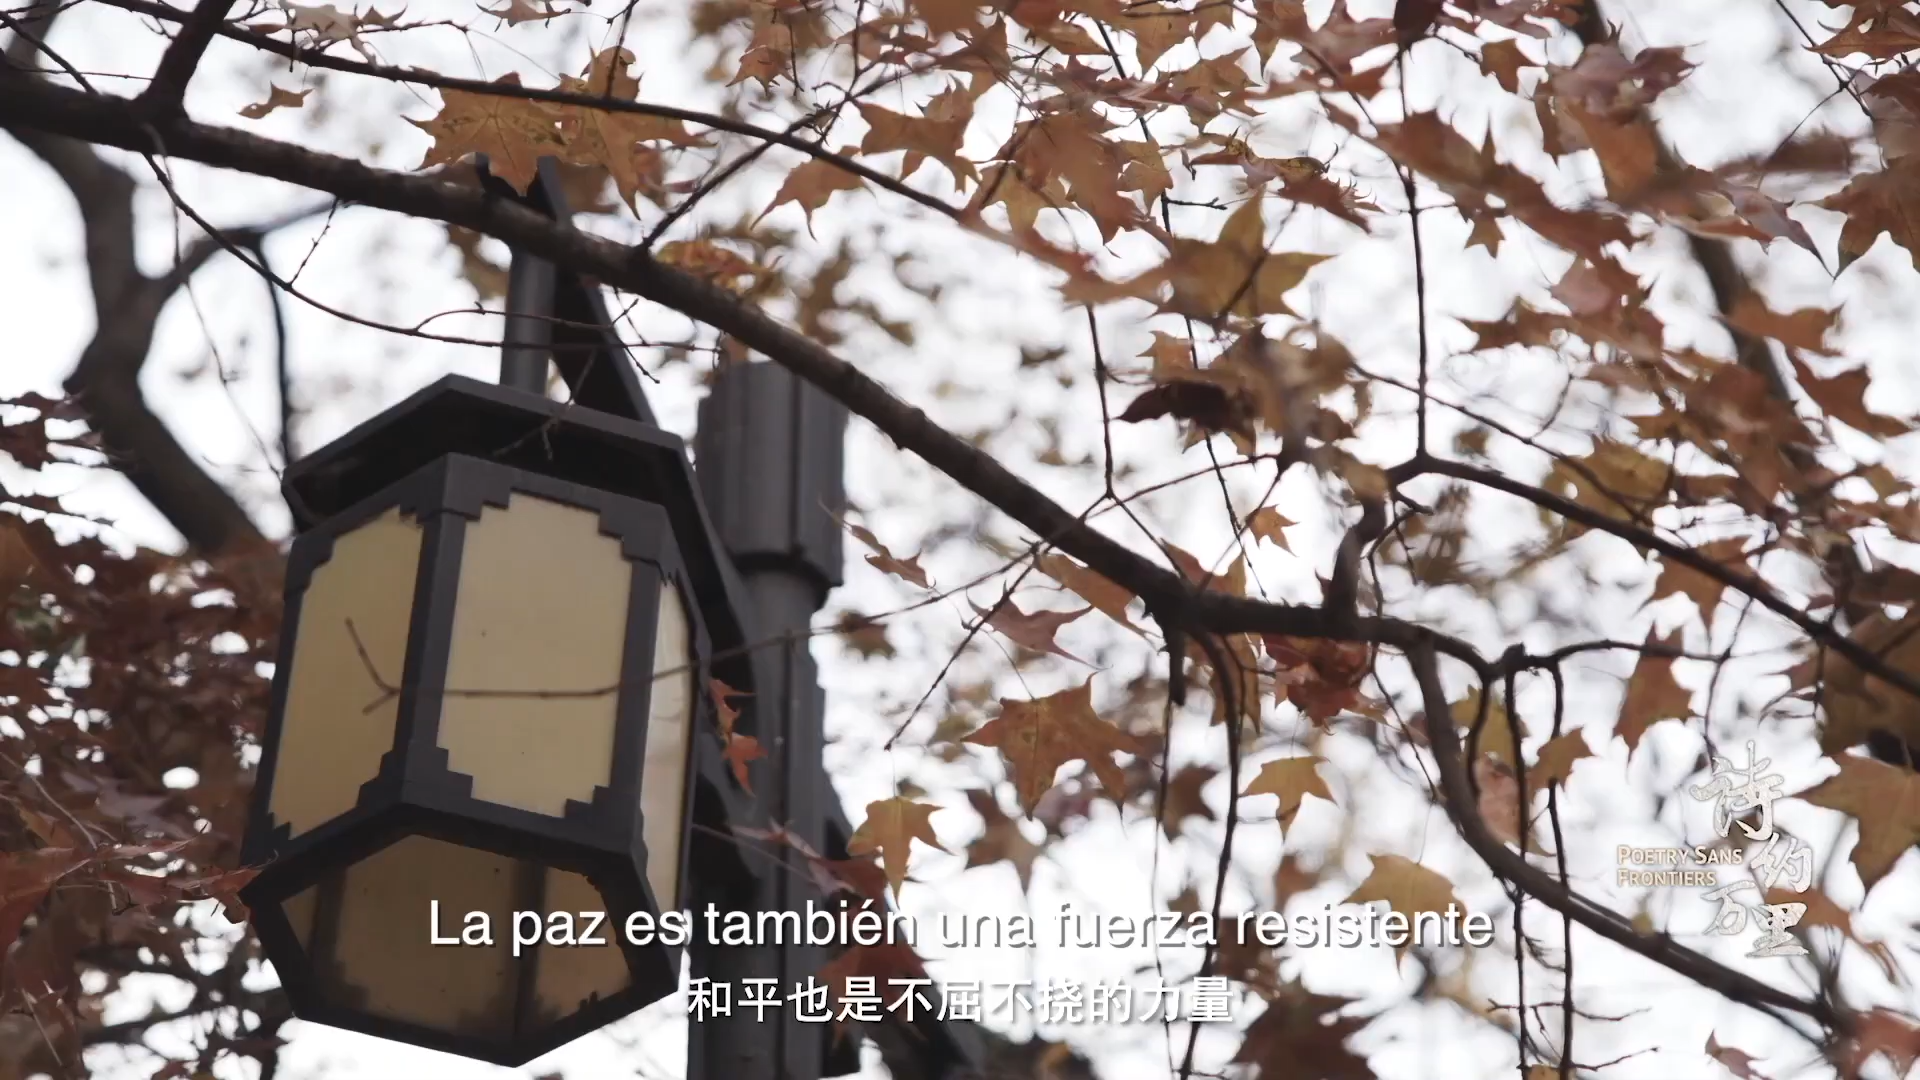 诗约万里
POETRY SANS
FRONTIERS
La paz es también una fuerza resistente
和平也是不屈不挠的力量